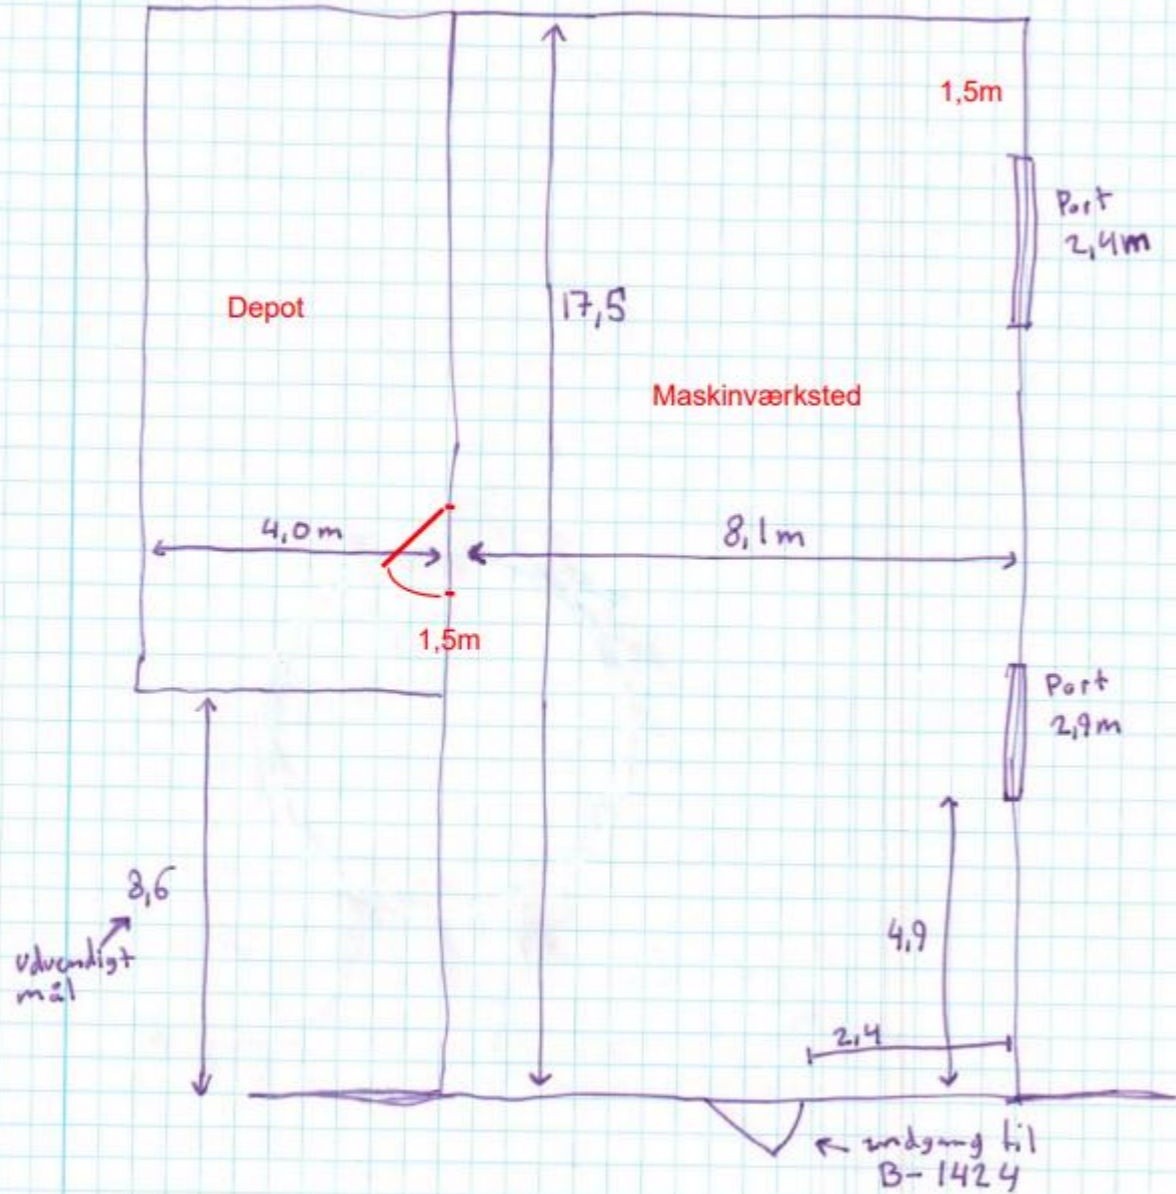 1,5m
Port
2,4m
Depot
17,5
Maskinværksted
4,0m
8,1m
1,5m
Port
2,9m
8,6
Udvendigt
mål
4,9
2,4
indgang til
B-1424